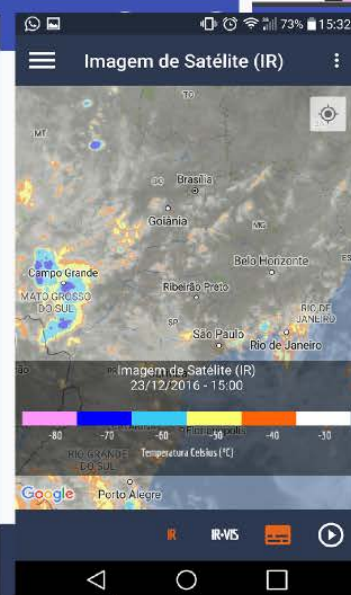 73% 15:32
Imagem de Satélite (IR)
TO
MT
GO
Brasília
Goiânia
MG
Belo Horizonte
ES
Campo Grande
MATO GROSSO
DO SUL
Ribeirão Preto
SP
RIO DE
JANEIRO
São Paulo
Rio de Janeiro
Imagem de Satélite (IR)
23/12/2016 - 15:00
-80 -70 -60 -50 -40 -30
Temperatura Celsius (°C)
RIO GRANDE
DO SUL
Google
Porto Alegre
IR IR+VIS